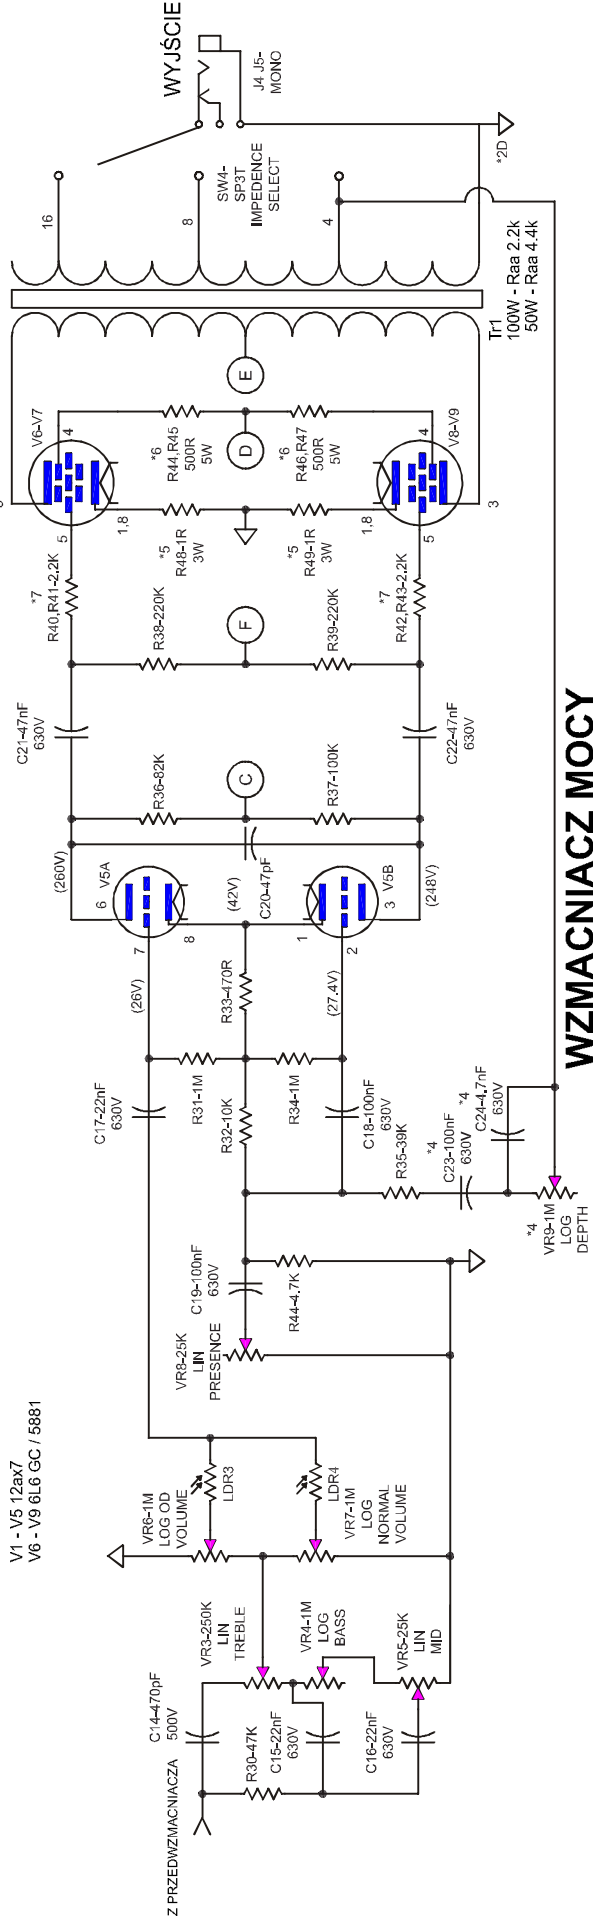 V1 - V5 12ax7
V6 - V9 6L6 GC / 5881
Z PRZEDWZMACNIACZA
C14-470pF
500V
R30-47K
C15-22nF
630V
C16-22nF
630V
VR3-250K
LIN
TREBLE
VR4-1M
LOG
BASS
VR5-25K
LIN
MID
VR6-1M
LOG OD
VOLUME
LDR3
LDR4
VR7-1M
LOG
NORMAL
VOLUME
VR8-25K
LIN
PRESENCE
C19-100nF
630V
R44-4.7K
C17-22nF
630V
R31-1M
R32-10K
R34-1M
C18-100nF
630V
R35-39K
*4
C23-100nF
630V
*4
C24-4.7nF
630V
*4
VR9-1M
LOG
DEPTH
(26V)
R33-470R
(27.4V)
7
8
1
2
6
V5A
(260V)
(42V)
C20-47pF
V5B
3
(248V)
R36-82K
C
R37-100K
C21-47nF
630V
C22-47nF
630V
R38-220K
F
R39-220K
*7
R40,R41-2.2K
*7
R42,R43-2.2K
5
1,8
*5
R48-1R
3W
*5
R49-1R
3W
1,8
5
4
V6-V7
*6
R44,R45
500R
5W
D
*6
R46,R47
500R
5W
4
V8-V9
3
E
Tr1
100W - Raa 2.2k
50W - Raa 4.4k
16
8
4
SW4-
SP3T
IMPEDENCE
SELECT
WYJŚCIE
J4 J5-
MONO
*2D
WZMACNIACZ MOCY